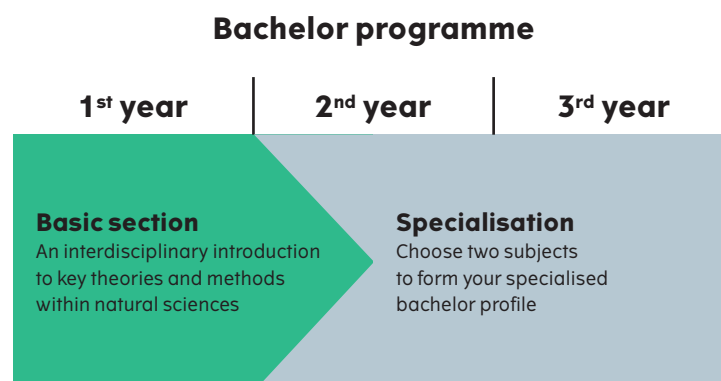 Bachelor programme
1st year
2nd year
3rd year
Basic section
An interdisciplinary introduction
to key theories and methods
within natural sciences
Specialisation
Choose two subjects
to form your specialised
bachelor profile